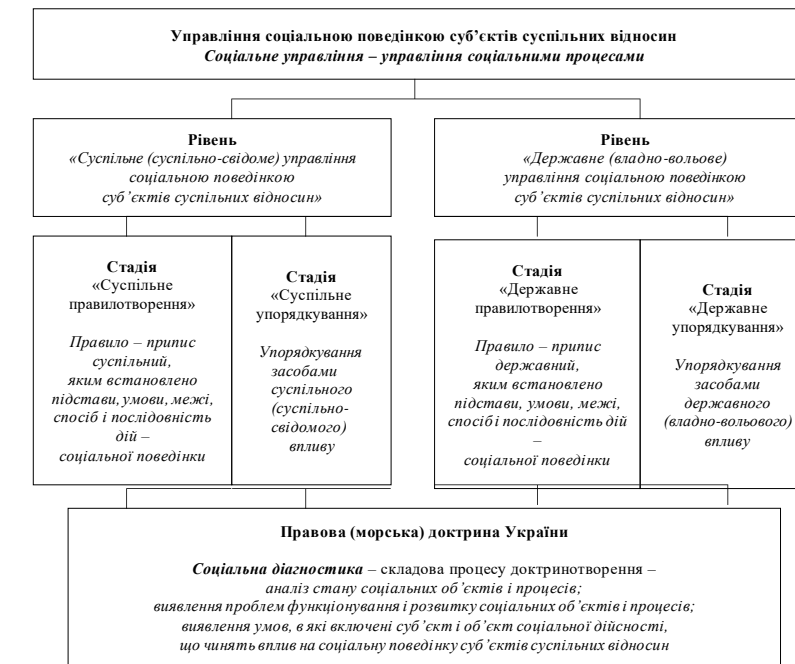 Управління соціальною поведінкою суб’єктів суспільних відносин
Соціальне управління – управління соціальними процесами
Рівень
«Суспільне (суспільно-свідоме) управління
соціальною поведінкою
суб’єктів суспільних відносин»
Рівень
«Державне (владно-вольове)
управління соціальною поведінкою
суб’єктів суспільних відносин»
Стадія
«Суспільне
правилотворення»
Правило – припис
суспільний,
яким встановлено
підстави, умови, межі,
спосіб і послідовність
дій –
соціальної поведінки
Стадія
«Суспільне
упорядкування»
Упорядкування
засобами
суспільного
(суспільно-
свідомого)
впливу
Стадія
«Державне
правилотворення»
Правило – припис
державний,
яким встановлено
підстави, умови, межі,
спосіб і послідовність дій
–
соціальної поведінки
Стадія
«Державне
упорядкування»
Упорядкування
засобами
державного
(владно-вольового)
впливу
Правова (морська) доктрина України
Соціальна діагностика – складова процесу доктринотворення –
аналіз стану соціальних об’єктів і процесів;
виявлення проблем функціонування і розвитку соціальних об’єктів і процесів;
виявлення умов, в які включені суб’єкт і об’єкт соціальної дійсності,
що чинять вплив на соціальну поведінку суб’єктів суспільних відносин